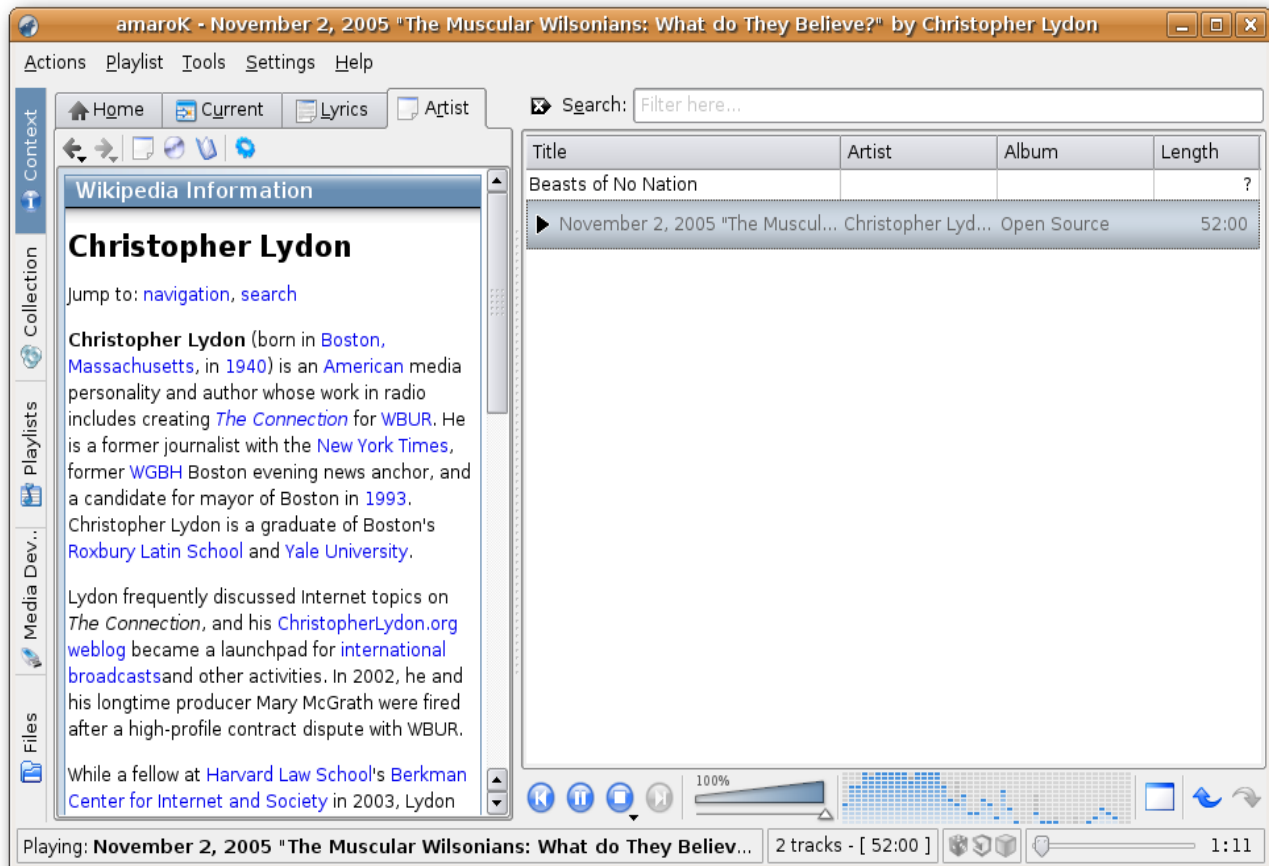 amaroK - November 2, 2005 "The Muscular Wilsonians: What do They Believe?" by Christopher Lydon
Actions Playlist Tools Settings Help
Context
Collection
Playlists
Media Dev..
Files
Home Current Lyrics Artist
Wikipedia Information
Christopher Lydon
Jump to: navigation, search
Christopher Lydon (born in Boston,
Massachusetts, in 1940) is an American media
personality and author whose work in radio
includes creating The Connection for WBUR. He
is a former journalist with the New York Times,
former WGBH Boston evening news anchor, and
a candidate for mayor of Boston in 1993.
Christopher Lydon is a graduate of Boston's
Roxbury Latin School and Yale University.
Lydon frequently discussed Internet topics on
The Connection, and his ChristopherLydon.org
weblog became a launchpad for international
broadcastsand other activities. In 2002, he and
his longtime producer Mary McGrath were fired
after a high-profile contract dispute with WBUR.
While a fellow at Harvard Law School's Berkman
Center for Internet and Society in 2003, Lydon
Search: Filter here...
Title Artist Album Length
Beasts of No Nation ?
November 2, 2005 "The Muscul... Christopher Lyd... Open Source 52:00
100%
Playing: November 2, 2005 "The Muscular Wilsonians: What do They Believ... 2 tracks - [ 52:00 ] 1:11